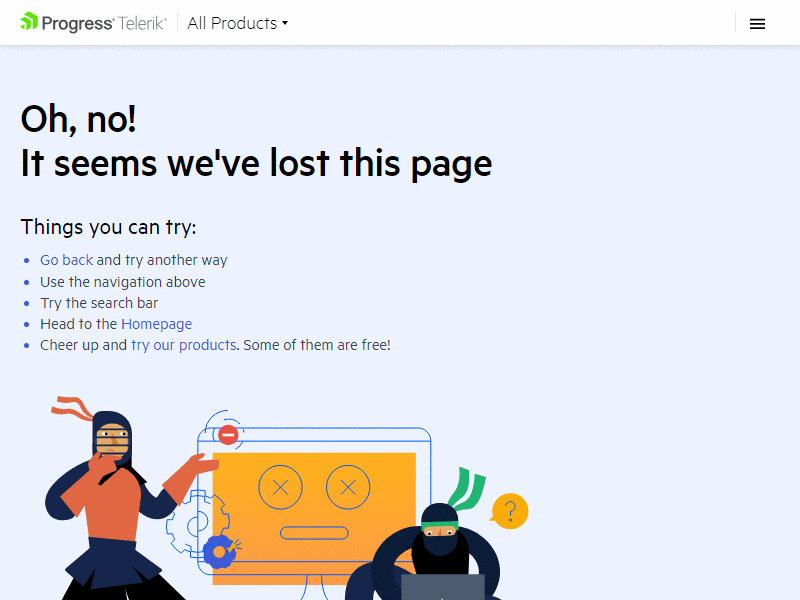 Progress Telerik
All Products
Oh, no!
It seems we've lost this page
Things you can try:
Go back and try another way
Use the navigation above
Try the search bar
Head to the Homepage
Cheer up and try our products. Some of them are free!
?